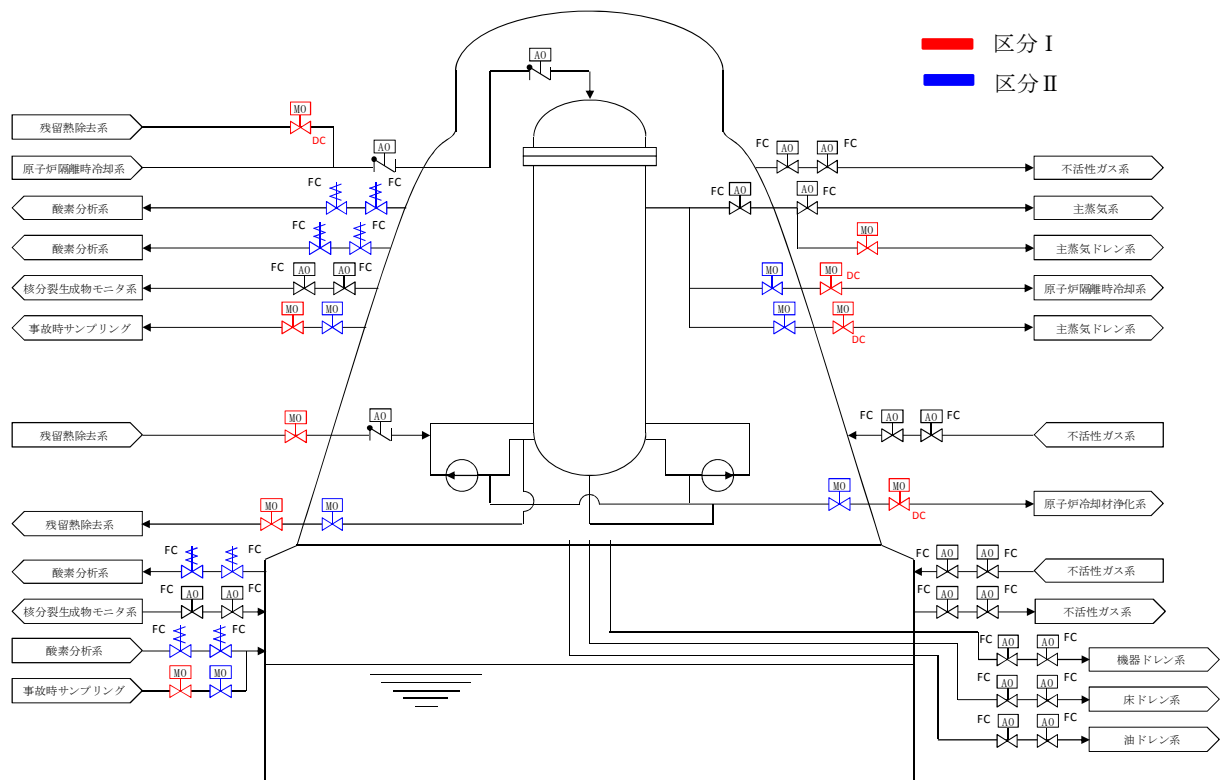 区分Ⅰ
区分Ⅱ
AO
残留熱除去系
MO
DC
原子炉隔離時冷却系
AO
酸素分析系
FC
FC
酸素分析系
FC
FC
核分裂生成物モニタ系
FC
AO
AO
FC
事故時サンプリング
MO
MO
残留熱除去系
MO
AO
残留熱除去系
MO
MO
酸素分析系
FC
FC
核分裂生成物モニタ系
FC
AO
AO
FC
酸素分析系
FC
FC
事故時サンプリング
MO
MO
FC
AO
AO
FC
不活性ガス系
FC
AO
AO
FC
主蒸気系
MO
主蒸気ドレン系
MO
MO
DC
原子炉隔離時冷却系
MO
MO
DC
主蒸気ドレン系
FC
AO
AO
FC
不活性ガス系
MO
MO
DC
原子炉冷却材浄化系
FC
AO
AO
FC
不活性ガス系
FC
AO
AO
FC
不活性ガス系
FC
AO
AO
FC
機器ドレン系
FC
AO
AO
FC
床ドレン系
FC
AO
AO
FC
油ドレン系